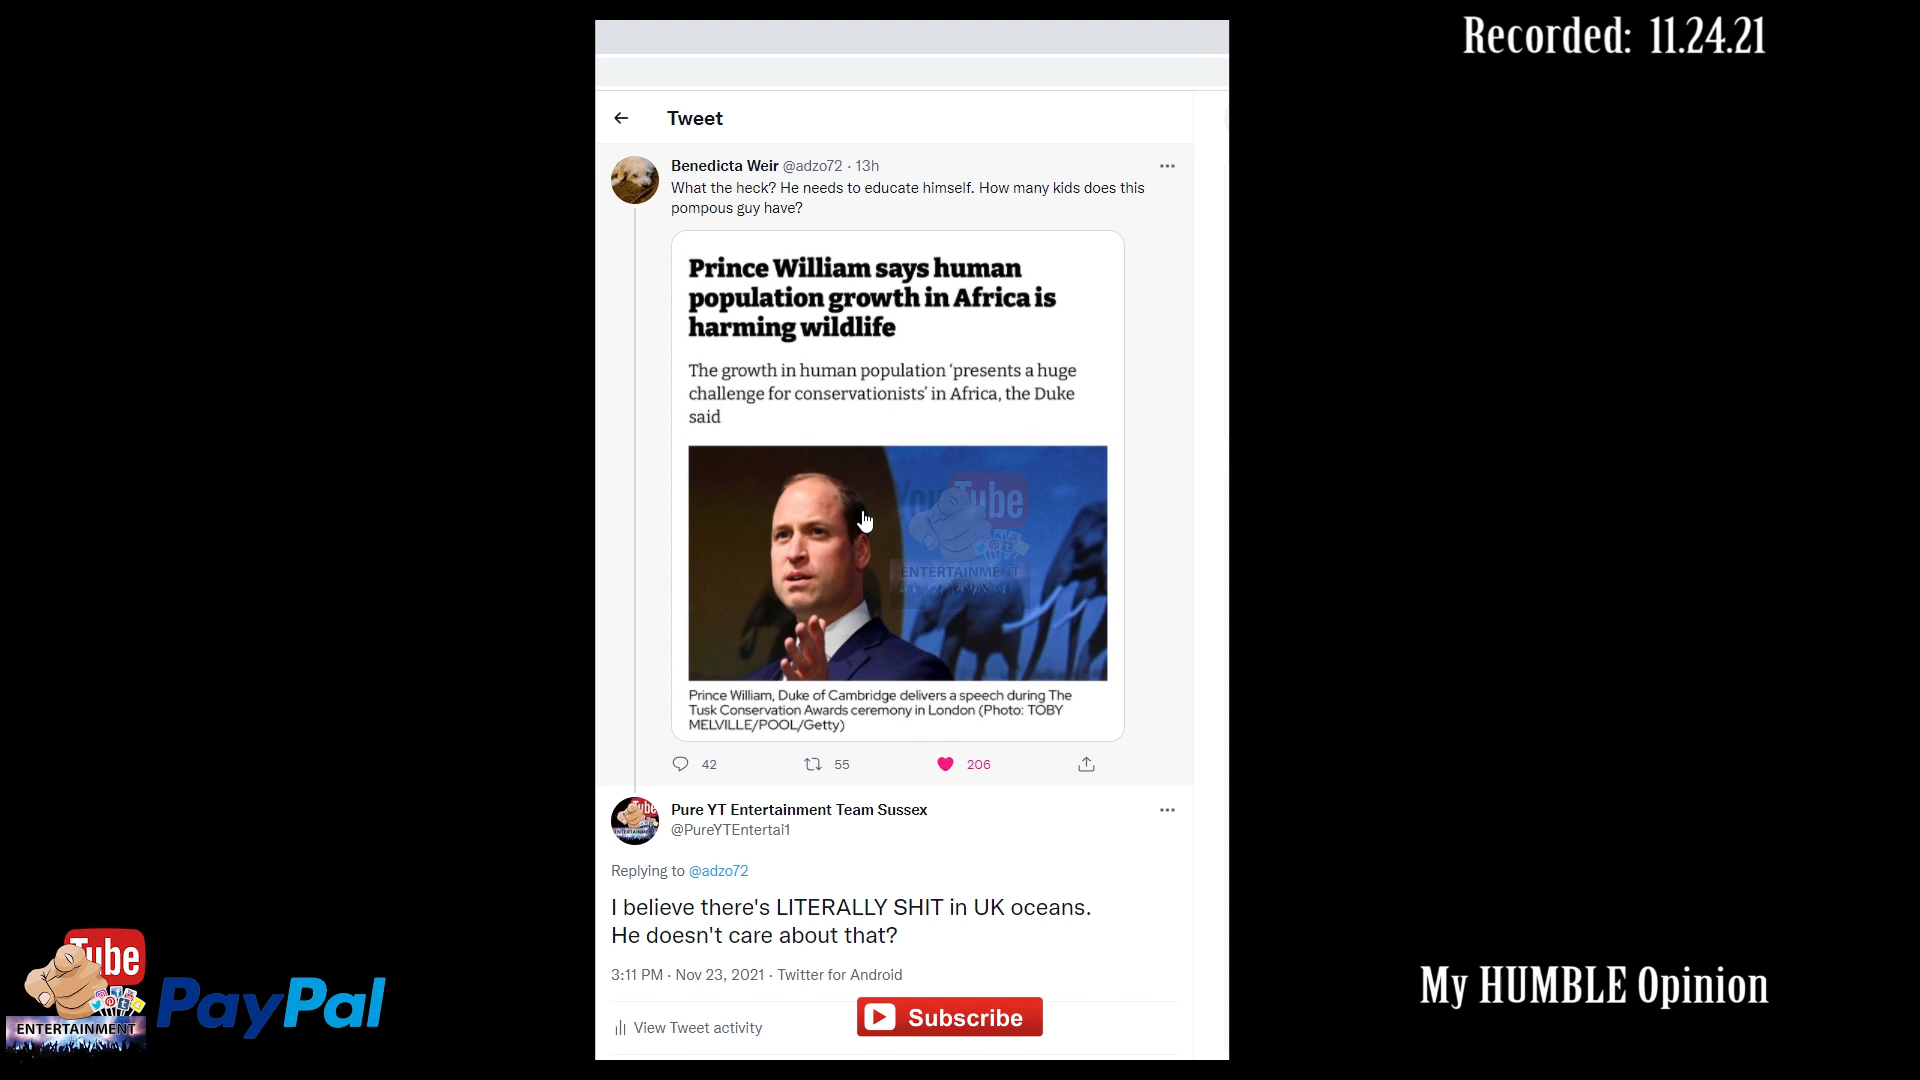 Recorded: 11.24.21
Tweet
Benedicta Weir @adzo72 · 13h
What the heck? He needs to educate himself. How many kids does this
pompous guy have?
Prince William says human
population growth in Africa is
harming wildlife
The growth in human population ‘presents a huge
challenge for conservationists’ in Africa, the Duke
said
YouTube
ENTERTAINMENT
Prince William, Duke of Cambridge delivers a speech during The
Tusk Conservation Awards ceremony in London (Photo: TOBY
MELVILLE/POOL/Getty)
42 55 206
Pure YT Entertainment Team Sussex
@PureYTEntertai1
Replying to @adzo72
I believe there's LITERALLY SHIT in UK oceans.
He doesn't care about that?
3:11 PM · Nov 23, 2021 · Twitter for Android
View Tweet activity
Subscribe
Tube
ENTERTAINMENT
PayPal
My HUMBLE Opinion